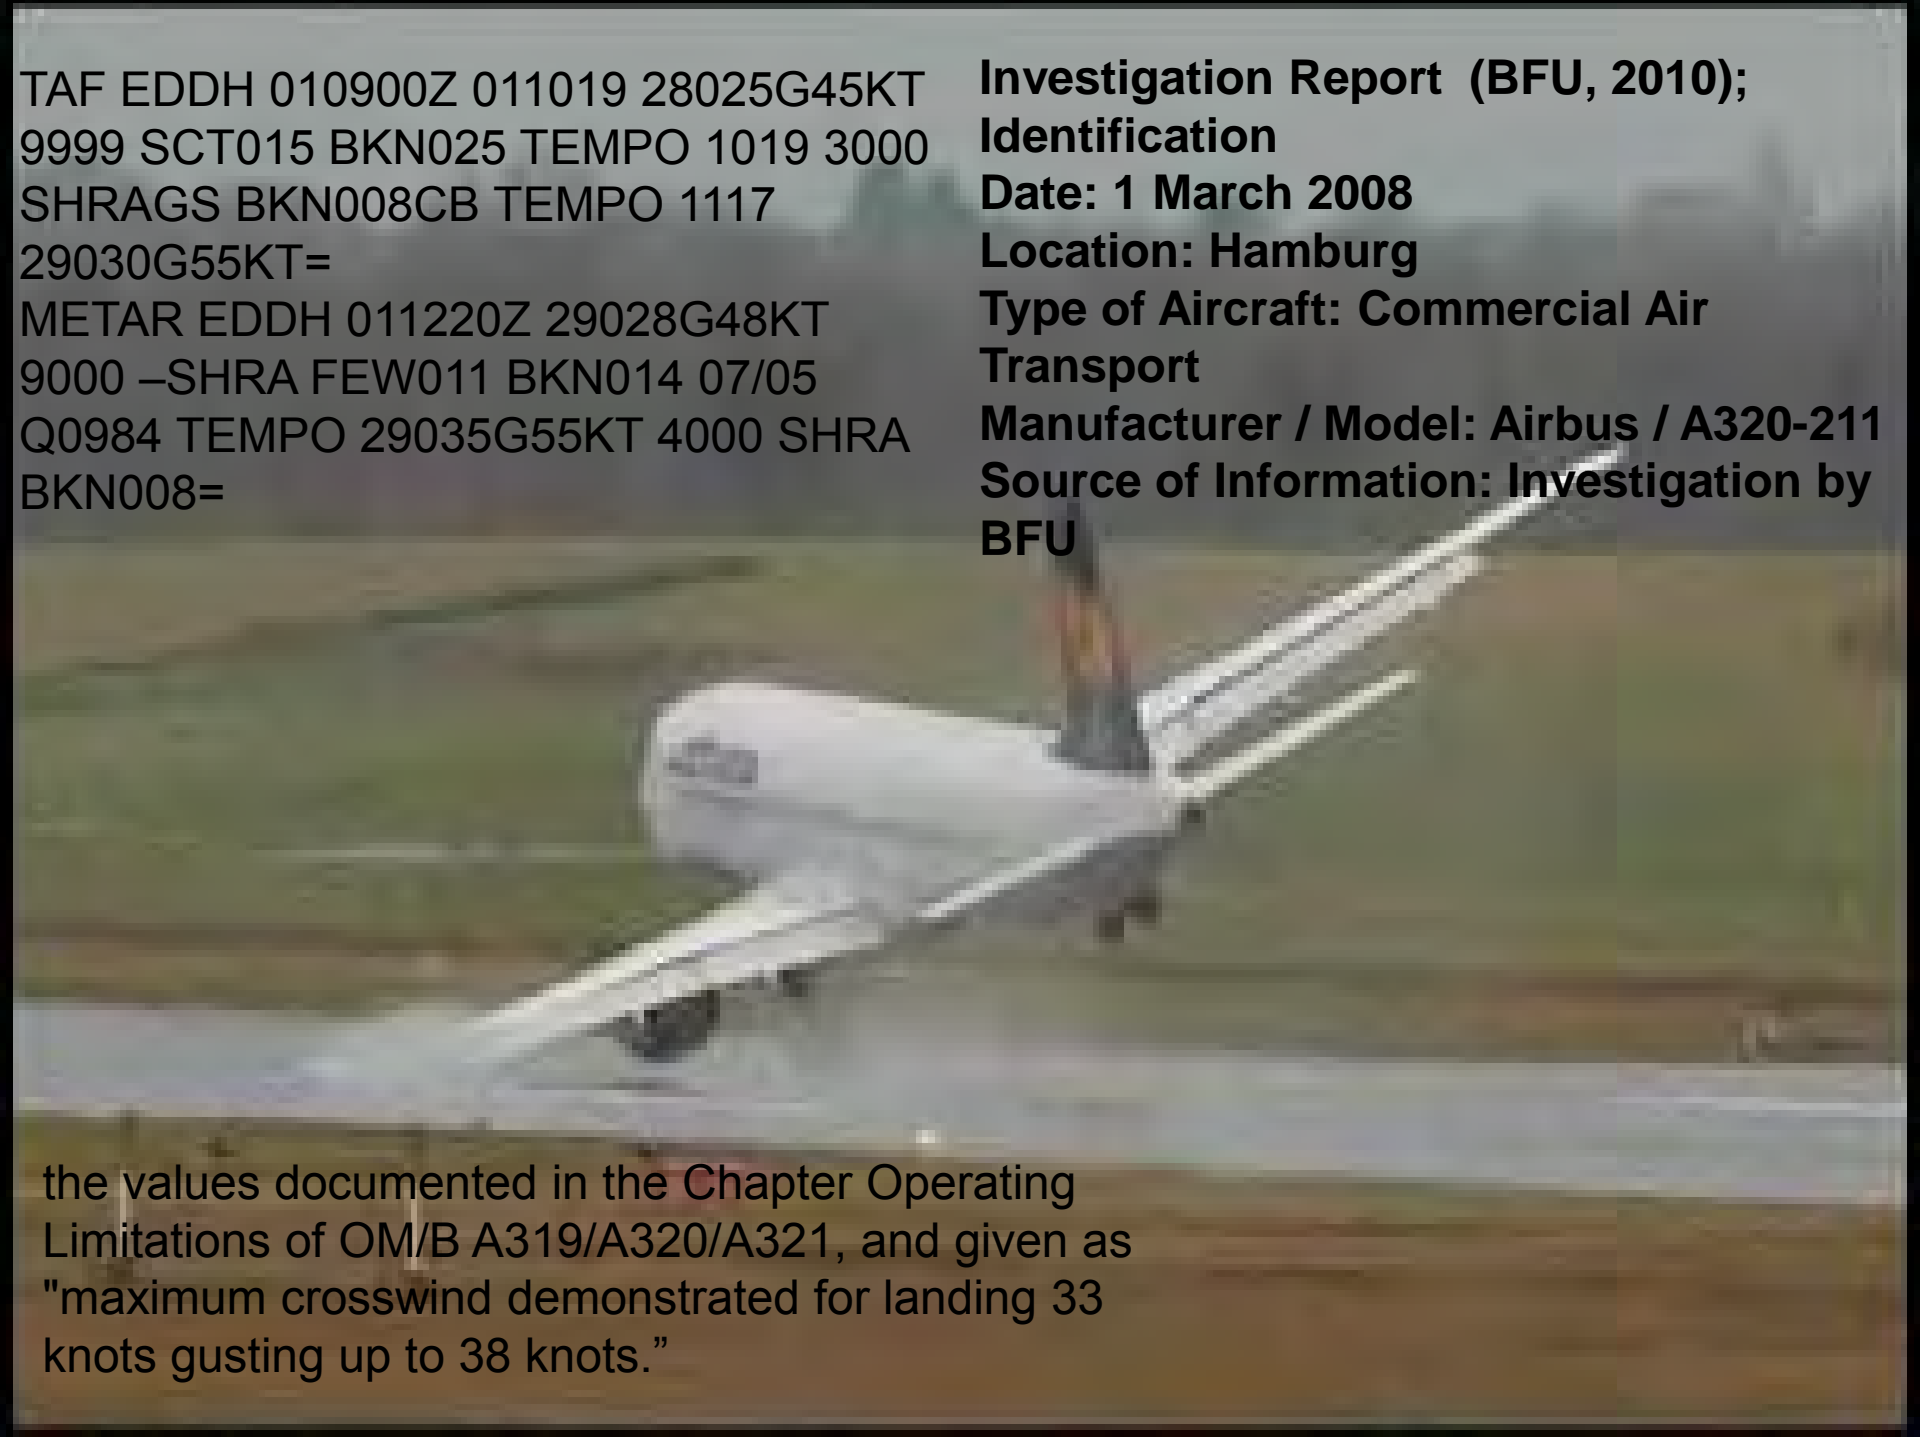 TAF EDDH 010900Z 011019 28025G45KT
9999 SCT015 BKN025 TEMPO 1019 3000
SHRAGS BKN008CB TEMPO 1117
29030G55KT=
METAR EDDH 011220Z 29028G48KT
9000 –SHRA FEW011 BKN014 07/05
Q0984 TEMPO 29035G55KT 4000 SHRA
BKN008=
Investigation Report (BFU, 2010);
Identification
Date: 1 March 2008
Location: Hamburg
Type of Aircraft: Commercial Air
Transport
Manufacturer / Model: Airbus / A320-211
Source of Information: Investigation by
BFU
the values documented in the Chapter Operating
Limitations of OM/B A319/A320/A321, and given as
"maximum crosswind demonstrated for landing 33
knots gusting up to 38 knots.”